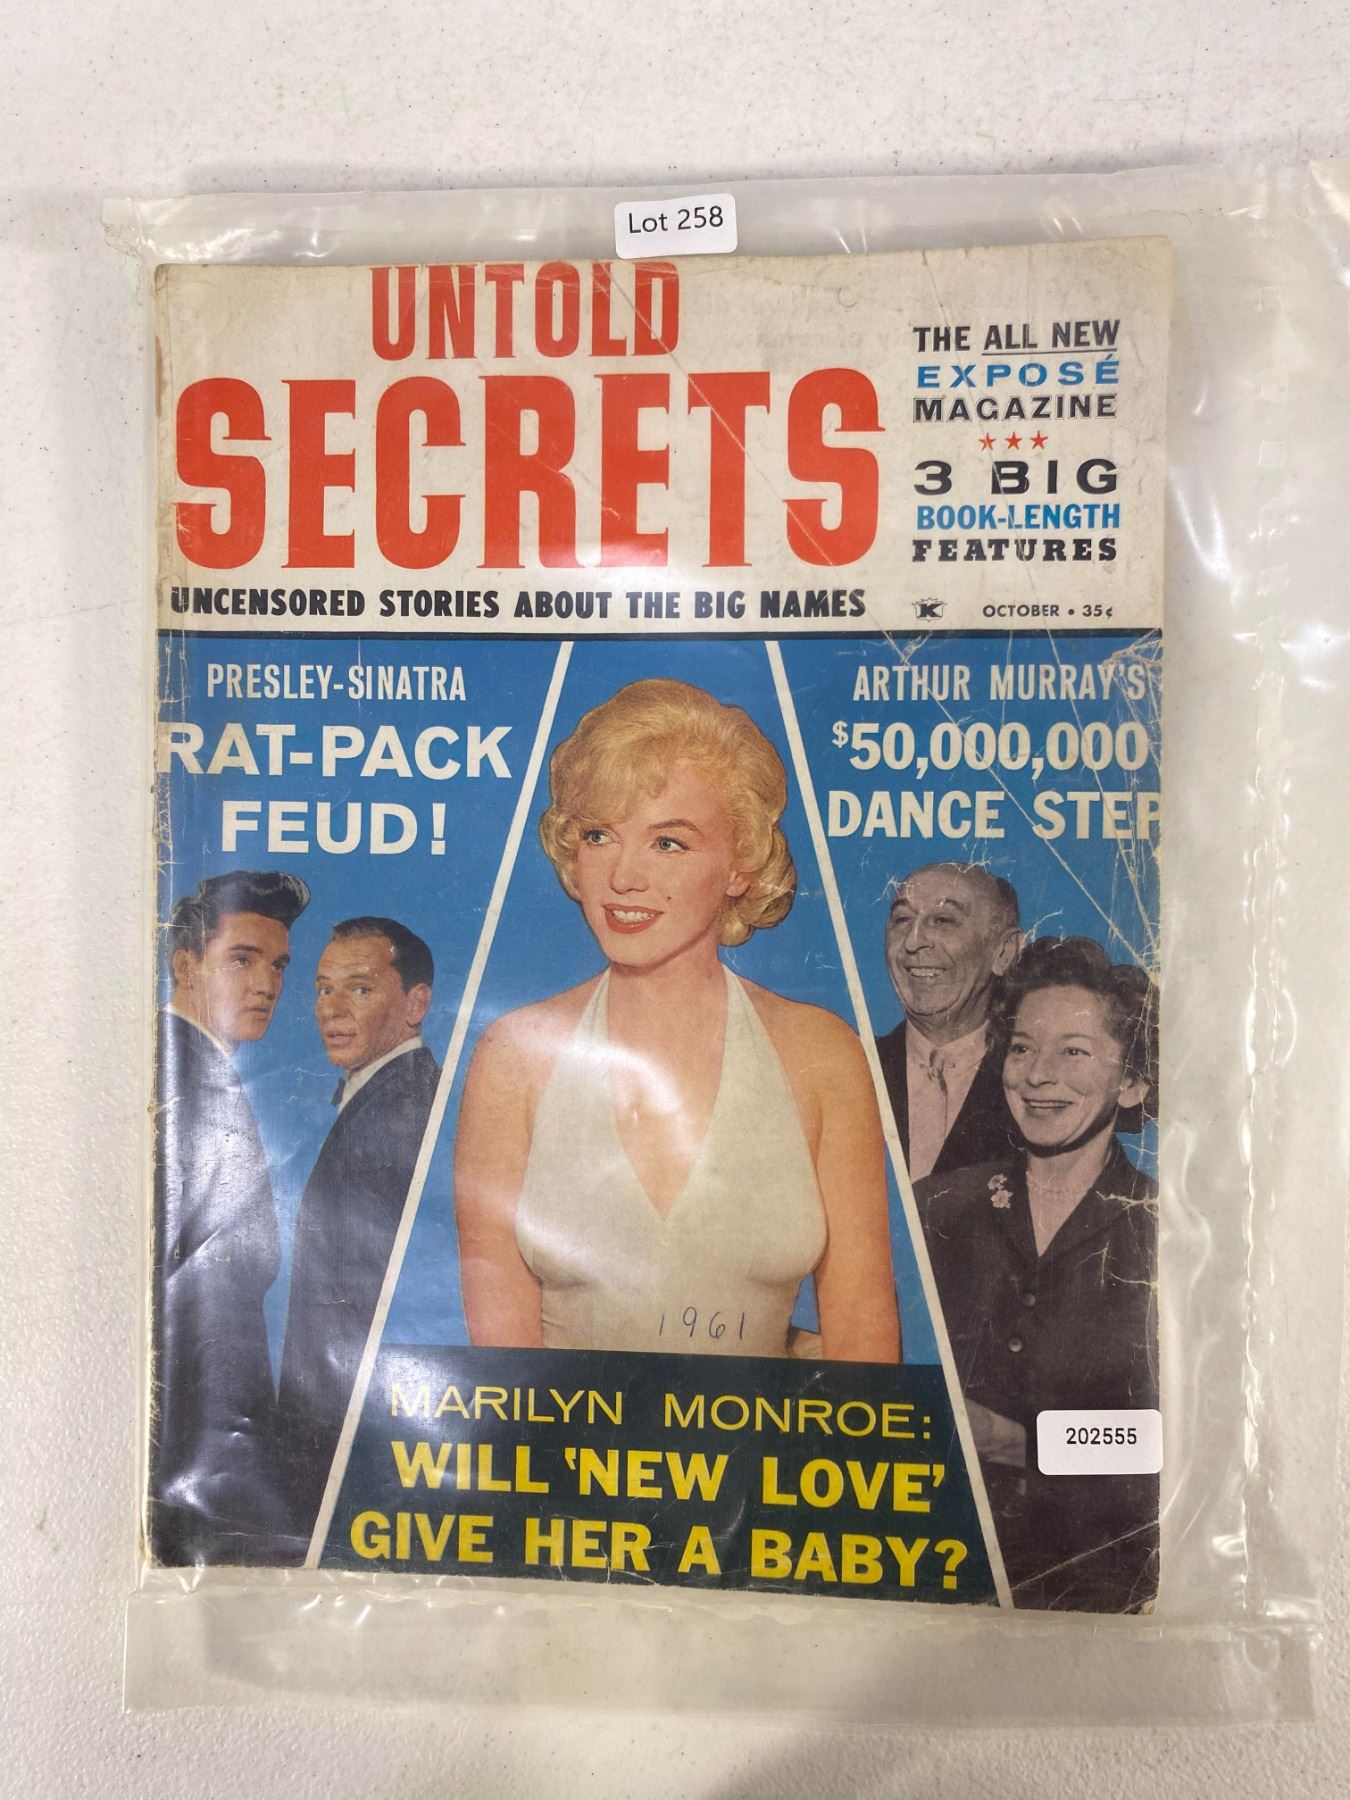 Lot 258
UNTOLD
SECRETS
UNCENSORED STORIES ABOUT THE BIG NAMES
THE ALL NEW
EXPOSÉ
MAGAZINE
★★★
3 BIG
BOOK-LENGTH
FEATURES
K
OCTOBER • 35¢
PRESLEY-SINATRA
RAT-PACK
FEUD!
ARTHUR MURRAY'S
$50,000,000
DANCE STEP
1961
MARILYN MONROE:
WILL 'NEW LOVE'
GIVE HER A BABY?
202555